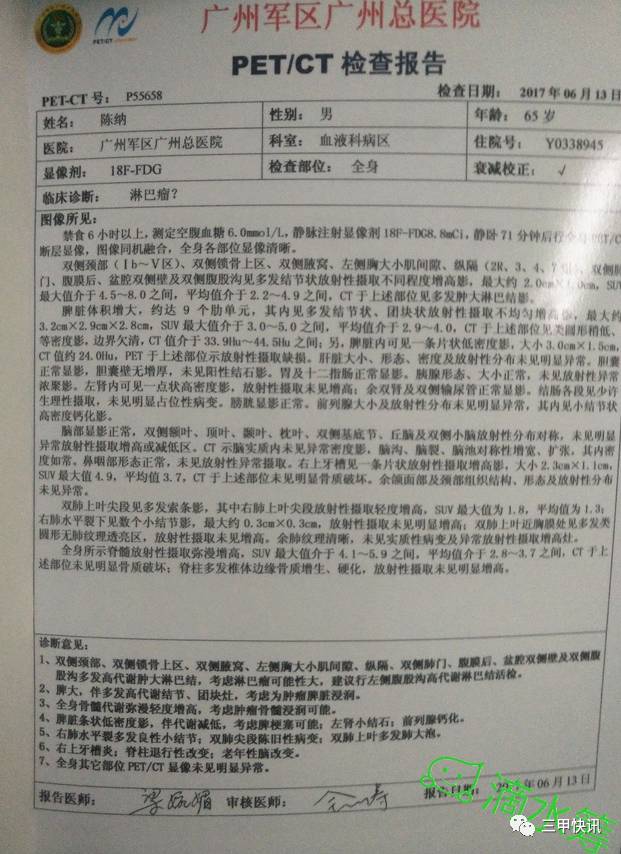 广州军区广州总医院
PET/CT 检查报告
PET-CT 号： P55658 检查日期： 2017 年 06 月 13 日
姓名： 陈纳 性别： 男 年龄： 65 岁
医院： 广州军区广州总医院 科室： 血液科病区 住院号： Y0338945
显像剂： 18F-FDG 检查部位： 全身 衰减校正： √
临床诊断： 淋巴瘤？
图像所见：
禁食 6 小时以上，测定空腹血糖 6.0mmol/L，静脉注射显像剂 18F-FDG8.8mCi，静卧 71 分钟后行全身 PET/CT
断层显像，图像同机融合，全身各部位显像清晰。
双侧颈部（Ⅰb～Ⅴ区）、双侧锁骨上区、双侧腋窝、左侧胸大小肌间隙、纵隔（2R、3、4、7 ）、双侧肺
门、腹膜后、盆腔双侧壁及双侧腹股沟见多发结节状放射性摄取不同程度增高影，最大约 2.0cm× .0cm，SUV
最大值介于 4.5～8.0 之间，平均值介于 2.2～4.9 之间，CT 于上述部位见多发肿大淋巴结影。
脾脏体积增大，约达 9 个肋单元，其内见多发结节状、团块状放射性摄取不均匀增高影，最大约
3.2cm×2.9cm×2.8cm，SUV 最大值介于 3.0～5.0 之间，平均值介于 2.9～4.0，CT 于上述部位见类圆形稍低、
等密度影，边界欠清，CT 值介于 33.9Hu～44.5Hu 之间；另，脾脏内可见一条片状低密度影，大小 3.0cm×1.5cm，
CT 值约 24.0Hu，PET 于上述部位示放射性摄取缺损。肝脏大小、形态、密度及放射性分布未见明显异常。胆囊
正常显影，胆囊壁无增厚，未见阳性结石影。胃及十二指肠正常显影。胰腺形态、大小正常，未见放射性异常
浓聚影。左肾内可见一点状高密度影，放射性摄取未见增高；余双肾及双侧输尿管正常显影。结肠各段见少许
生理性摄取，未见明显占位性病变。膀胱显影正常。前列腺大小及放射性分布未见明显异常，其内见小结节状
高密度钙化影。
脑部显影正常，双侧额叶、顶叶、颞叶、枕叶、双侧基底节、丘脑及双侧小脑放射性分布对称，未见明显
异常放射性摄取增高或减低区。CT 示脑实质内未见异常密度影，脑沟、脑裂、脑池对称性增宽、扩张，其内密
度如常。鼻咽部形态正常，未见放射性异常摄取。右上牙槽见一条片状放射性摄取增高影，大小 2.3cm×1.1cm，
SUV 最大值 4.9，平均值 3.7，CT 于上述部位未见明显骨质破坏。余颌面部及颈部组织结构、形态及放射性分布
未见异常。
双肺上叶尖段见多发索条影，其中右肺上叶尖段放射性摄取轻度增高，SUV 最大值为 1.8，平均值为 1.3；
右肺水平裂下见数个小结节影，最大约 0.3cm×0.3cm，放射性摄取未见明显增高；双肺上叶近胸膜处见多发类
圆形无肺纹理透亮区，放射性摄取未见增高。余肺纹理清晰，未见实质性病变及异常放射性摄取增高灶。
全身所示骨髓放射性摄取弥漫增高，SUV 最大值介于 4.1～5.9 之间，平均值介于 2.8～3.7 之间，CT 于上
述部位未见明显骨质破坏；脊柱多发椎体边缘骨质增生、硬化，放射性摄取未见明显增高。
诊断意见：
1、双侧颈部、双侧锁骨上区、双侧腋窝、左侧胸大小肌间隙、纵隔、双侧肺门、腹膜后、盆腔双侧壁及双侧腹
股沟多发高代谢肿大淋巴结，考虑淋巴瘤可能性大，建议行左侧腹股沟高代谢淋巴结活检。
2、脾大，伴多发高代谢结节、团块灶，考虑为肿瘤脾脏浸润。
3、全身骨髓代谢弥漫轻度增高，考虑肿瘤骨髓浸润可能。
4、脾脏条状低密度影，伴代谢减低，考虑脾梗塞可能；左肾小结石；前列腺钙化。
5、右肺水平裂下多发良性小结节；双肺尖段陈旧性病变；双肺上叶多发肺大泡。
6、右上牙槽炎；脊柱退行性改变；老年性脑改变。
7、全身其它部位 PET/CT 显像未见明显异常。
报告医师： 审核医师： 报告日期： 年 06 月 13 日
滴水筹
三甲快讯